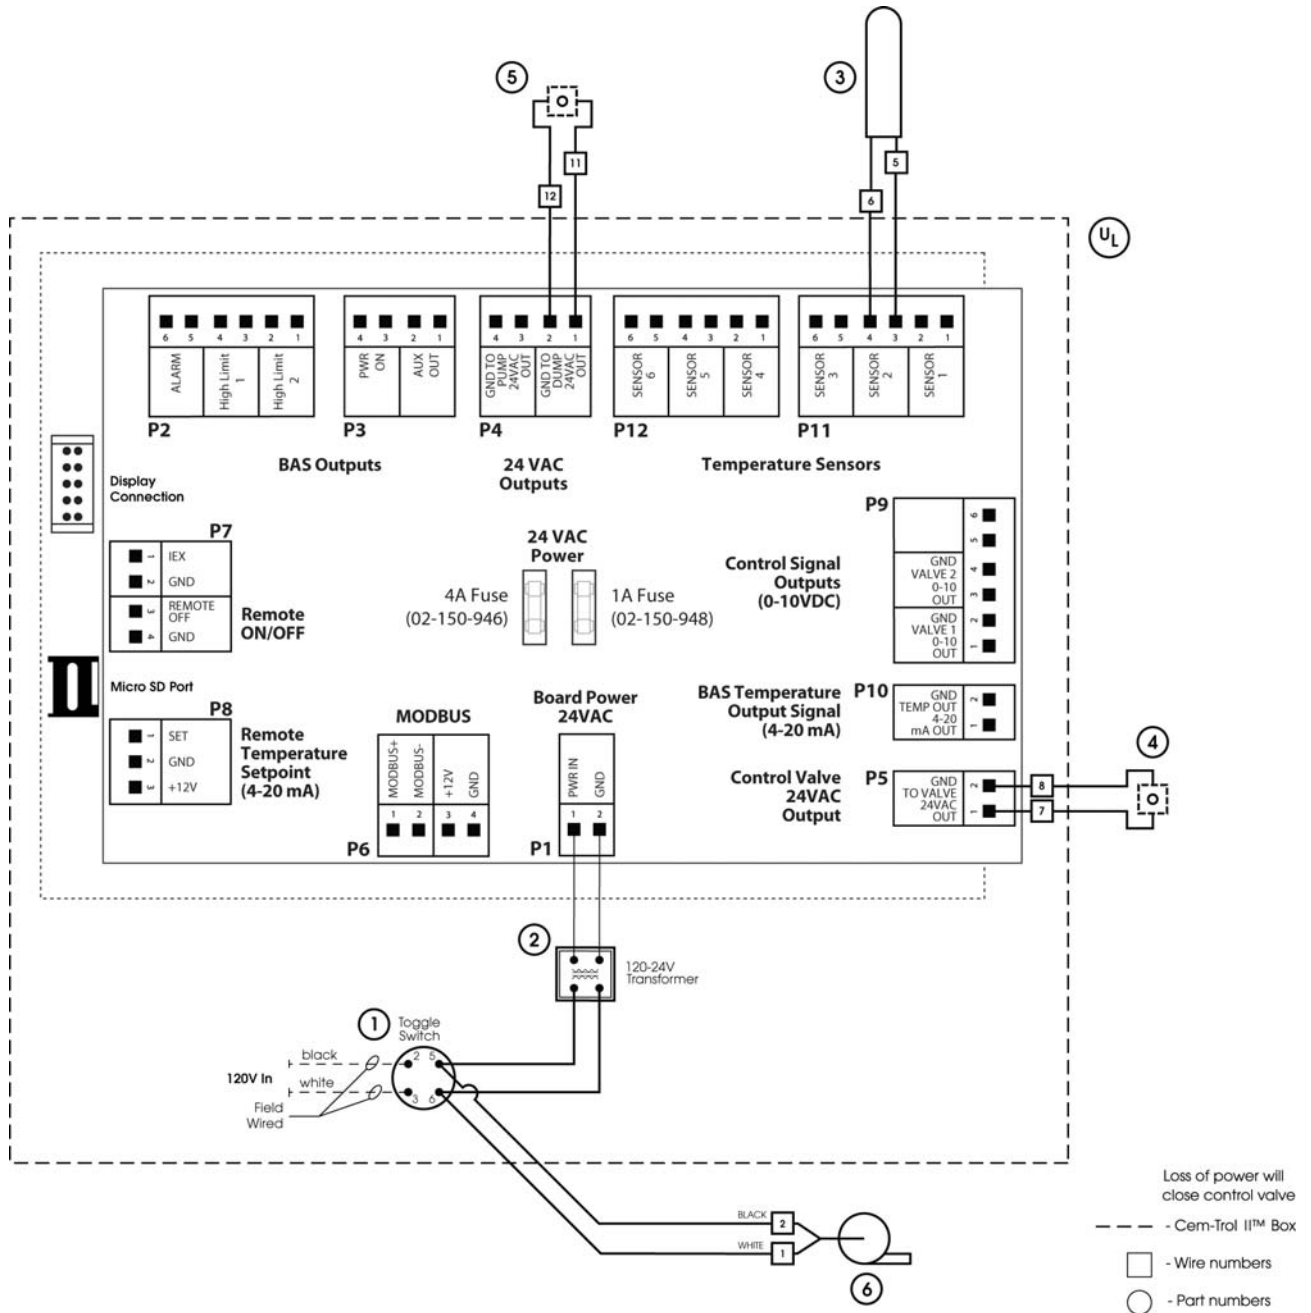 5
3
11
5
12
6
UL
6 5 4 3 2 1
ALARM
High Limit
1
High Limit
2
P2
4 3 2 1
PWR
ON
AUX
OUT
P3
BAS Outputs
4 3 2 1
GND TO
PUMP
24VAC
OUT
GND TO
DUMP
24VAC
OUT
P4
24 VAC
Outputs
6 5 4 3 2 1
SENSOR
6
SENSOR
5
SENSOR
4
P12
6 5 4 3 2 1
SENSOR
3
SENSOR
2
SENSOR
1
P11
Temperature Sensors
Display
Connection
P7
1 IEX
2 GND
3 REMOTE
OFF
4 GND
Remote
ON/OFF
24 VAC
Power
4A Fuse
(02-150-946)
1A Fuse
(02-150-948)
P9
Control Signal
Outputs
(0-10VDC)
6
5
GND
VALVE 2
0-10
OUT
4
3
GND
VALVE 1
0-10
OUT
2
1
Micro SD Port
P8
1 SET
2 GND
3 +12V
Remote
Temperature
Setpoint
(4-20 mA)
MODBUS
MODBUS+
MODBUS-
+12V
GND
1 2 3 4
P6
Board Power
24VAC
PWR IN
GND
1 2
P1
BAS Temperature
Output Signal
(4-20 mA)
P10
GND
TEMP OUT
4-20
mA OUT
2
1
Control Valve
24VAC
Output
P5
GND
TO VALVE
24VAC
OUT
2
1
8
7
4
2
120-24V
Transformer
1
Toggle
Switch
2 5
3 6
black
120V In
white
Field
Wired
BLACK 2
WHITE 1
6
Loss of power will
close control valve
- Cem-Trol II™ Box
- Wire numbers
- Part numbers